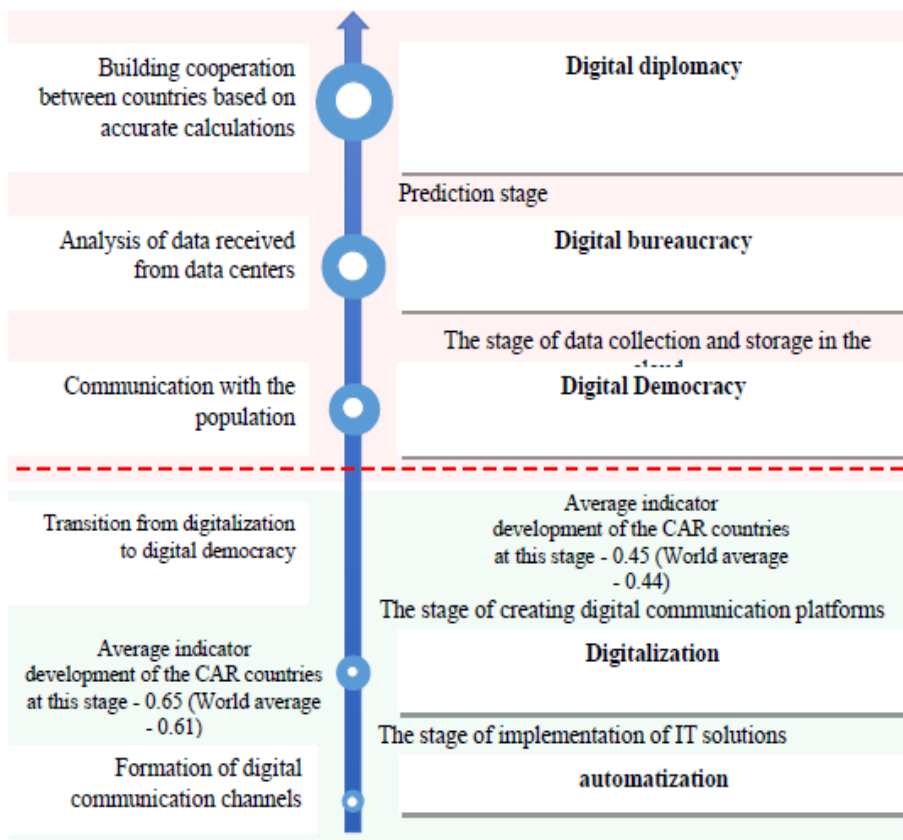 Building cooperation
between countries based on
accurate calculations
Digital diplomacy
Prediction stage
Analysis of data received
from data centers
Digital bureaucracy
The stage of data collection and storage in the
Communication with the
population
Digital Democracy
Transition from digitalization
to digital democracy
Average indicator
development of the CAR countries
at this stage - 0.45 (World average
- 0.44)
The stage of creating digital communication platforms
Average indicator
development of the CAR countries
at this stage - 0.65 (World average
- 0.61)
Digitalization
The stage of implementation of IT solutions
Formation of digital
communication channels
automatization